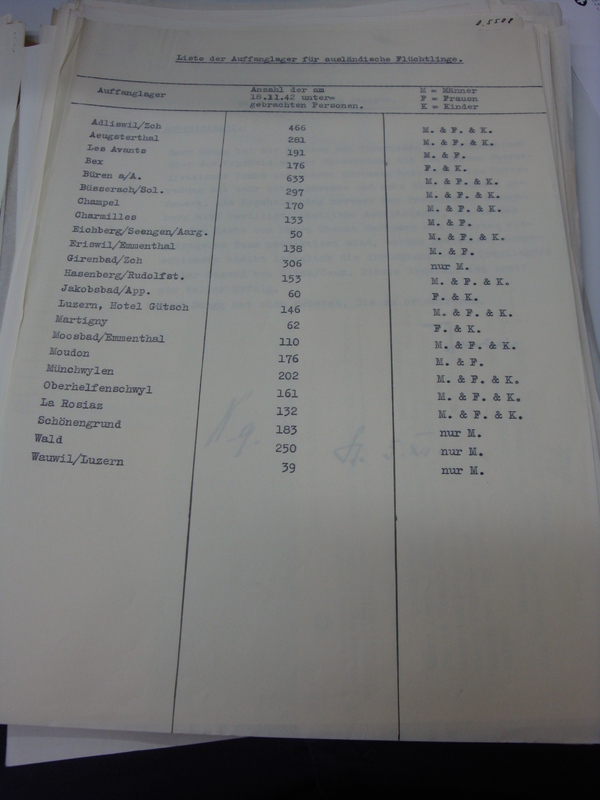 D.5508
Liste der Auffanglager für ausländische Flüchtlinge.
Auffanglager Anzahl der am M = Männer
18.11.42 unter= F = Frauen
gebrachten Personen. K = Kinder
Adliswil/Zch 466 M. & F. & K.
Aeugsterthal 281 M. & F. & K.
Les Avants 191 M. & F.
Bex 176 F. & K.
Büren a/A. 633 M. & F. & K.
Büsserach/Sol. 297 M. & F. & K.
Champel 170 M. & F. & K.
Charmilles 133 M. & F.
Eichberg/Seengen/Aarg. 50 M. & F. & K.
Eriswil/Emmenthal 138 M. & F.
Girenbad/Zch 306 nur M.
Hasenberg/Rudolfst. 153 M. & F. & K.
Jakobsbad/App. 60 F. & K.
Luzern, Hotel Gütsch 146 M. & F. & K.
Martigny 62 F. & K.
Moosbad/Emmenthal 110 M. & F. & K.
Moudon 176 M. & F.
Münchwylen 202 M. & F. & K.
Oberhelfenschwyl 161 M. & F. & K.
La Rosiaz 132 M. & F. & K.
Schönengrund 183 nur M.
Wald 250 nur M.
Wauwil/Luzern 39 nur M.